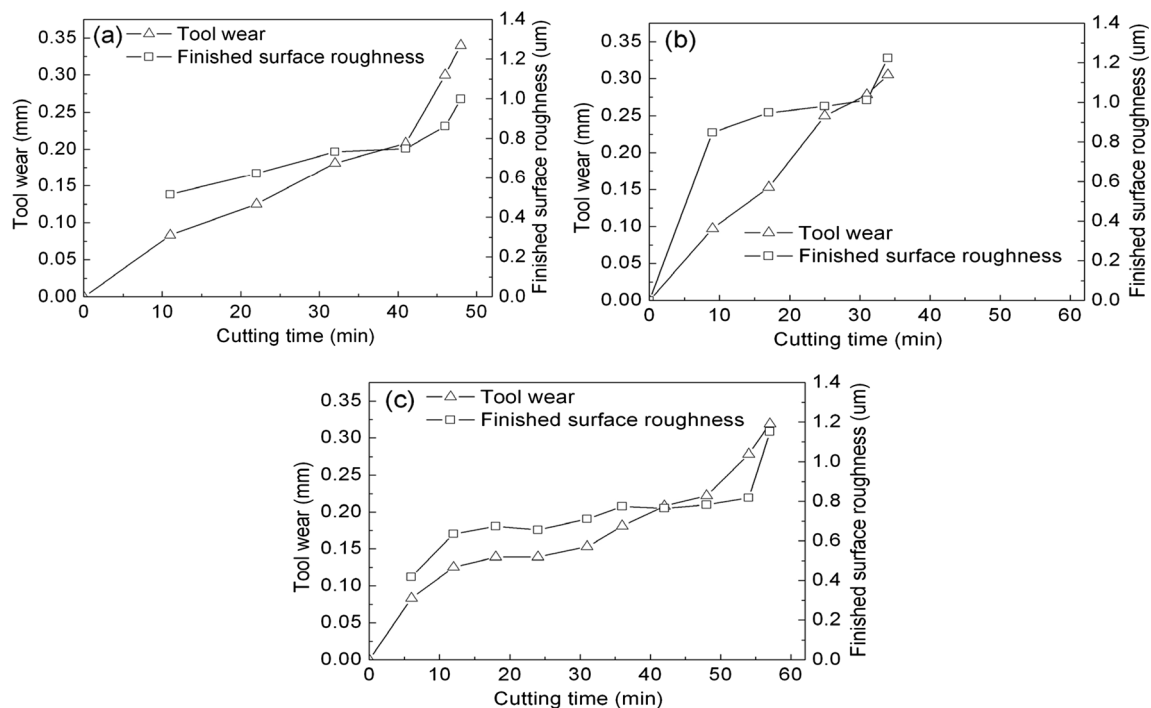 (a)
Tool wear
Finished surface roughness
Tool wear (mm)
0.35
0.30
0.25
0.20
0.15
0.10
0.05
0.00
0 10 20 30 40 50
Cutting time (min)
1.4
1.2
1.0
0.8
0.6
0.4
0.2
0.0
Finished surface roughness (um)
(b)
Tool wear
Finished surface roughness
Tool wear (mm)
0.35
0.30
0.25
0.20
0.15
0.10
0.05
0.00
0 10 20 30 40 50 60
Cutting time (min)
1.4
1.2
1.0
0.8
0.6
0.4
0.2
0.0
Finished surface roughness (um)
(c)
Tool wear
Finished surface roughness
Tool wear (mm)
0.35
0.30
0.25
0.20
0.15
0.10
0.05
0.00
0 10 20 30 40 50 60
Cutting time (min)
1.4
1.2
1.0
0.8
0.6
0.4
0.2
0.0
Finished surface roughness (um)